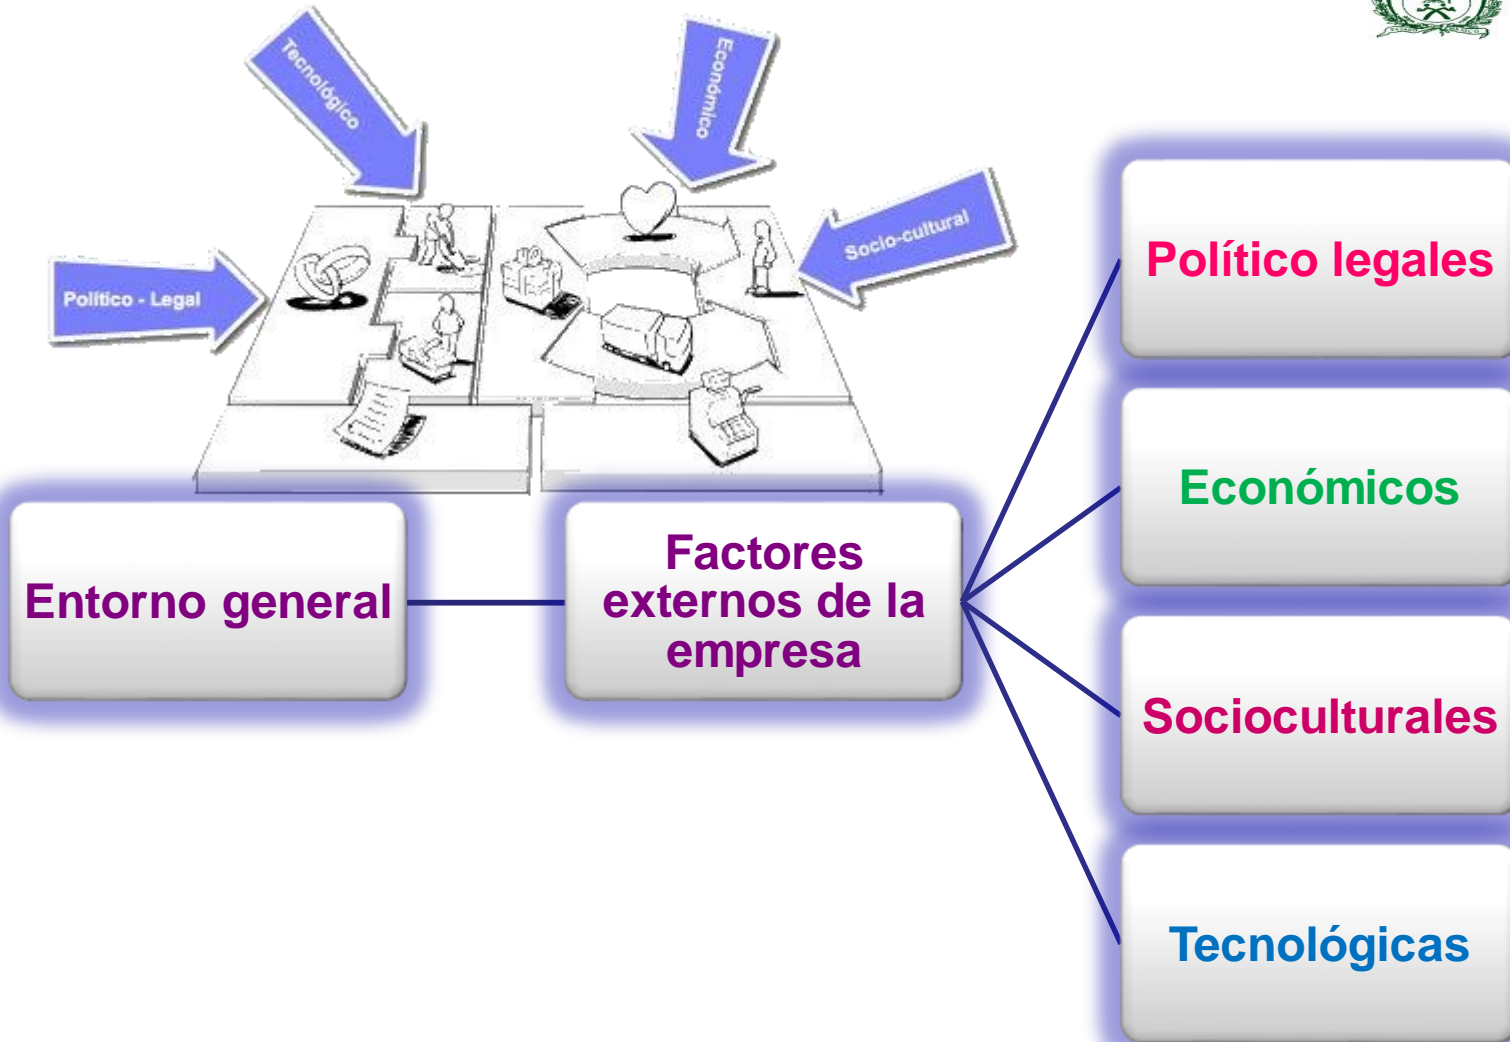 Tecnológico
Económico
Socio-cultural
Político - Legal
Político legales
Económicos
Entorno general
Factores
externos de la
empresa
Socioculturales
Tecnológicas